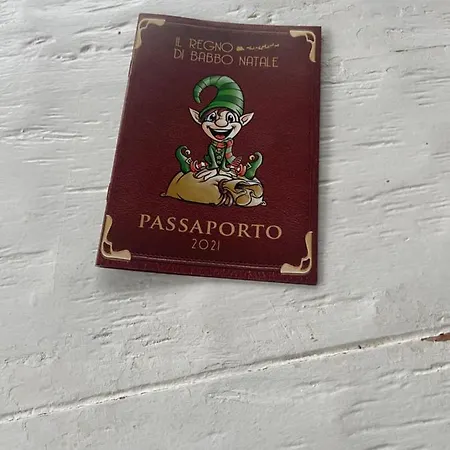 IL REGNO
DI BABBO NATALE
PASSAPORTO
2021